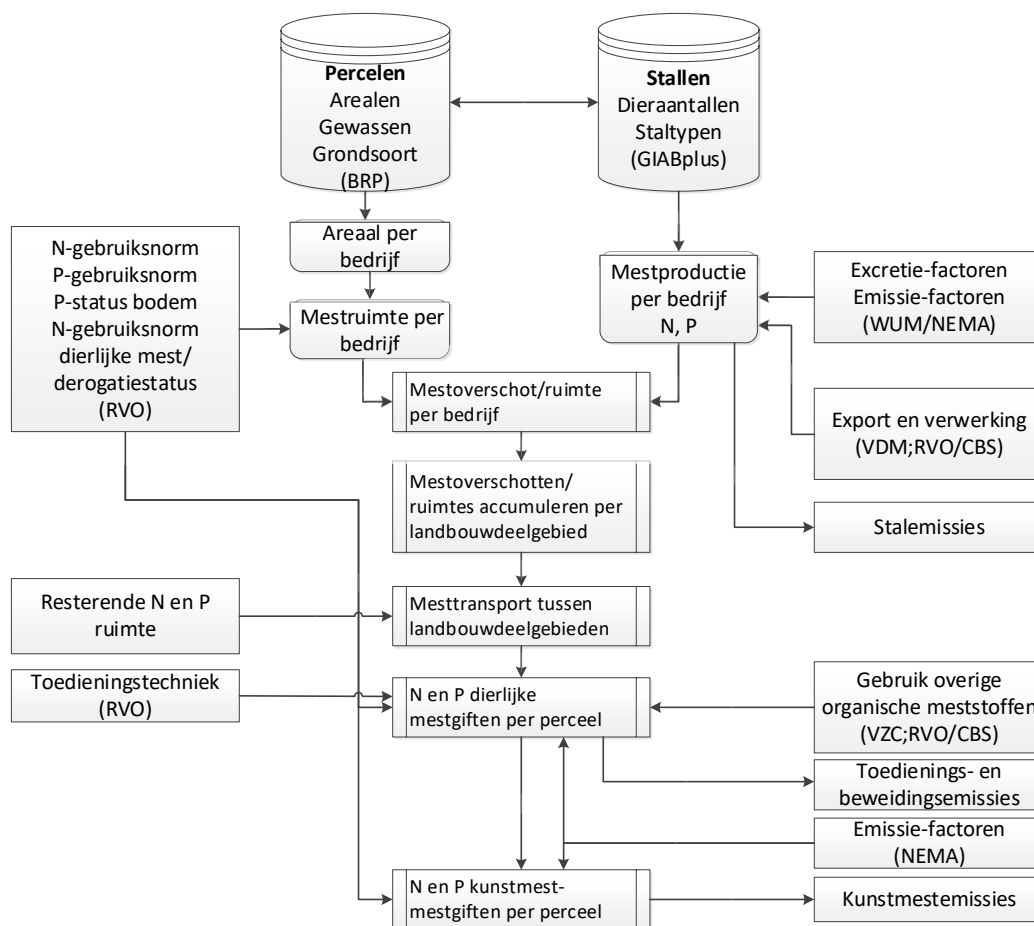 Percelen
Arealen
Gewassen
Grondsoort
(BRP)
Stallen
Dieraantallen
Staltypen
(GIABplus)
Areaal per
bedrijf
N-gebruiksnorm
P-gebruiksnorm
P-status bodem
N-gebruiksnorm
dierlijke mest/
derogatiestatus
(RVO)
Mestruimte per
bedrijf
Mestproductie
per bedrijf
N, P
Excretie-factoren
Emissie-factoren
(WUM/NEMA)
Mestoverschot/ruimte
per bedrijf
Export en verwerking
(VDM;RVO/CBS)
Mestoverschotten/
ruimtes accumuleren per
landbouwdeelgebied
Stalemissies
Resterende N en P
ruimte
Mesttransport tussen
landbouwdeelgebieden
Toedieningstechniek
(RVO)
N en P dierlijke
mestgiften per perceel
Gebruik overige
organische meststoffen
(VZC;RVO/CBS)
Toedienings- en
beweidingsemissies
Emissie-factoren
(NEMA)
N en P kunstmest-
mestgiften per perceel
Kunstmestemissies